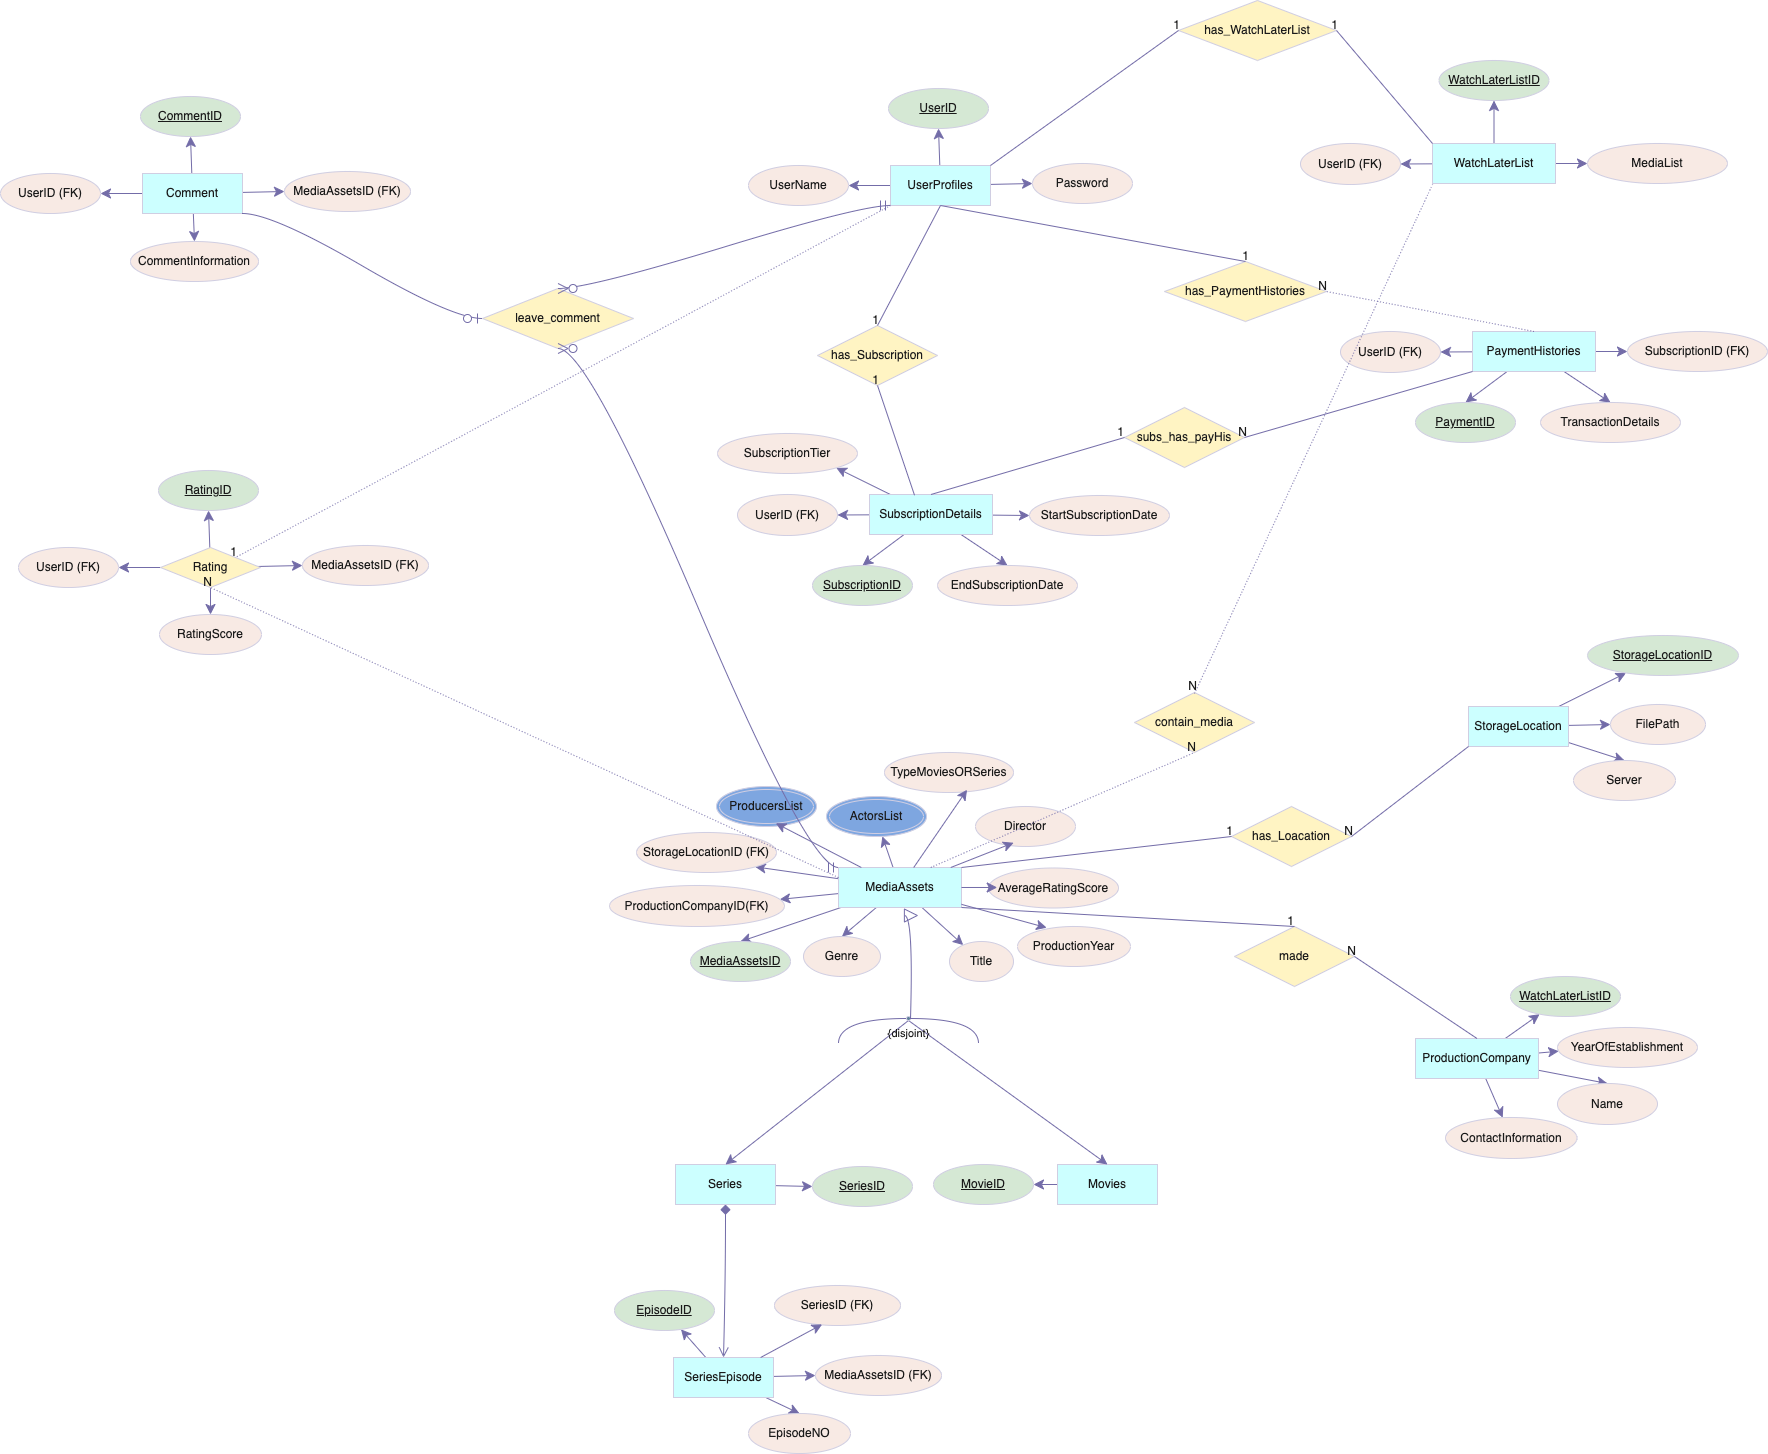 has_WatchLaterList
1
1
WatchLaterListID
UserID
CommentID
UserID (FK)
WatchLaterList
MediaList
UserName
UserProfiles
Password
UserID (FK)
Comment
MediaAssetsID (FK)
CommentInformation
1
has_PaymentHistories
N
leave_comment
1
has_Subscription
1
UserID (FK)
PaymentHistories
SubscriptionID (FK)
PaymentID
TransactionDetails
1
subs_has_payHis
N
SubscriptionTier
UserID (FK)
SubscriptionDetails
StartSubscriptionDate
SubscriptionID
EndSubscriptionDate
RatingID
1
UserID (FK)
Rating
N
MediaAssetsID (FK)
RatingScore
N
contain_media
N
StorageLocationID
StorageLocation
FilePath
Server
TypeMoviesORSeries
ProducersList
ActorsList
Director
1
has_Loacation
N
StorageLocationID (FK)
MediaAssets
AverageRatingScore
ProductionCompanyID(FK)
MediaAssetsID
Genre
Title
ProductionYear
1
made
N
WatchLaterListID
ProductionCompany
YearOfEstablishment
Name
ContactInformation
{disjoint}
Series
SeriesID
MovieID
Movies
EpisodeID
SeriesID (FK)
SeriesEpisode
MediaAssetsID (FK)
EpisodeNO